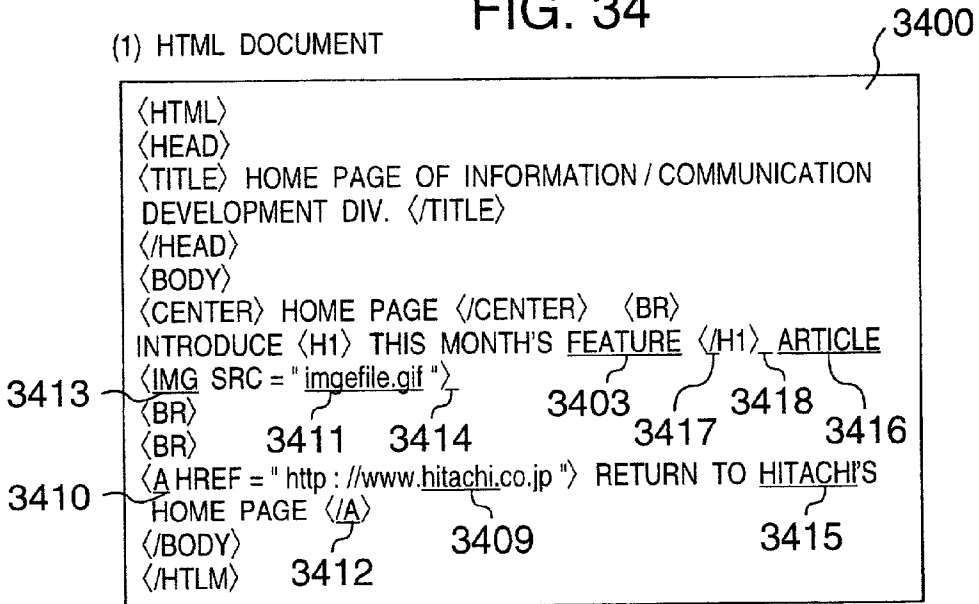 FIG. 34
(1) HTML DOCUMENT
3400
〈HTML〉
〈HEAD〉
〈TITLE〉 HOME PAGE OF INFORMATION / COMMUNICATION
DEVELOPMENT DIV. 〈/TITLE〉
〈/HEAD〉
〈BODY〉
〈CENTER〉 HOME PAGE 〈/CENTER〉 〈BR〉
INTRODUCE 〈H1〉 THIS MONTH'S FEATURE 〈/H1〉_ ARTICLE
3413 〈IMG SRC = " imgefile.gif "〉_
3403 3417 3418 3416
〈BR〉
〈BR〉 3411 3414
3410 〈A HREF = " http : //www.hitachi.co.jp "〉 RETURN TO HITACHI'S
HOME PAGE 〈/A〉
〈/BODY〉 3409 3415
〈/HTLM〉 3412